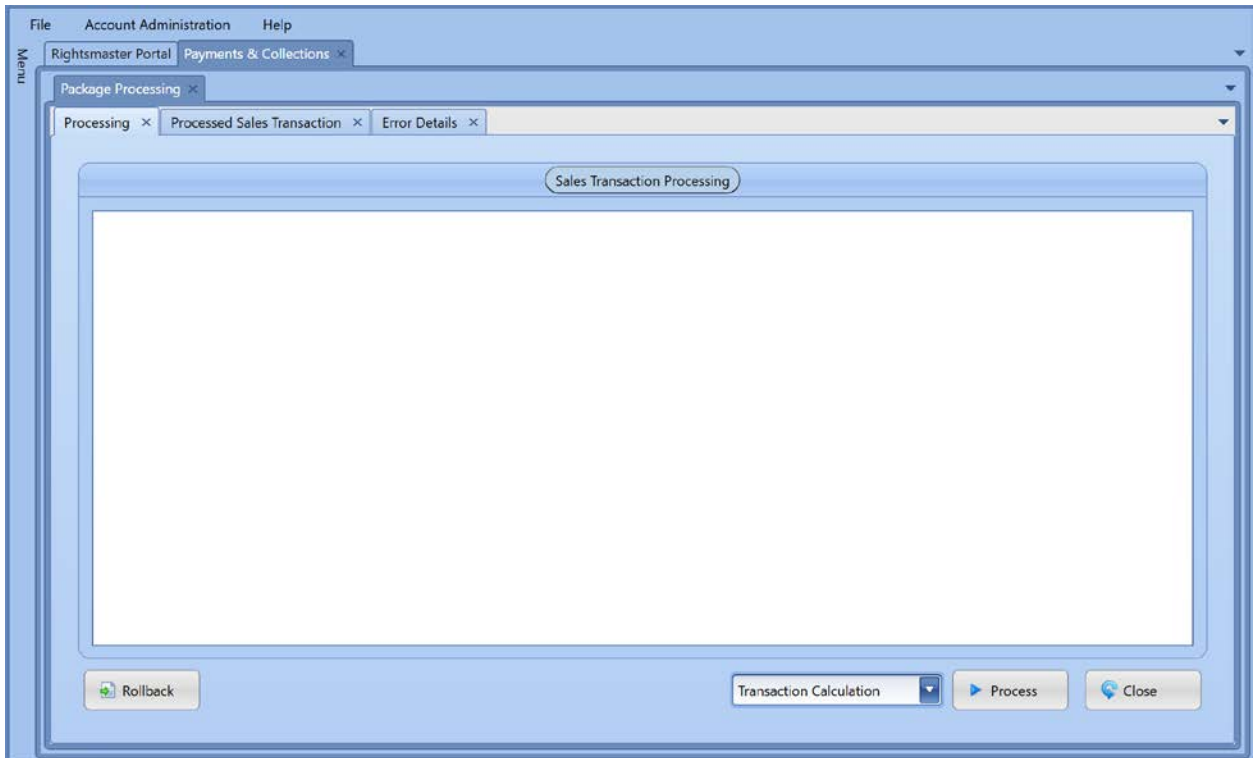 File Account Administration Help
Menu
Rightsmaster Portal Payments & Collections
Package Processing
Processing Processed Sales Transaction Error Details
Sales Transaction Processing
Rollback Transaction Calculation Process Close